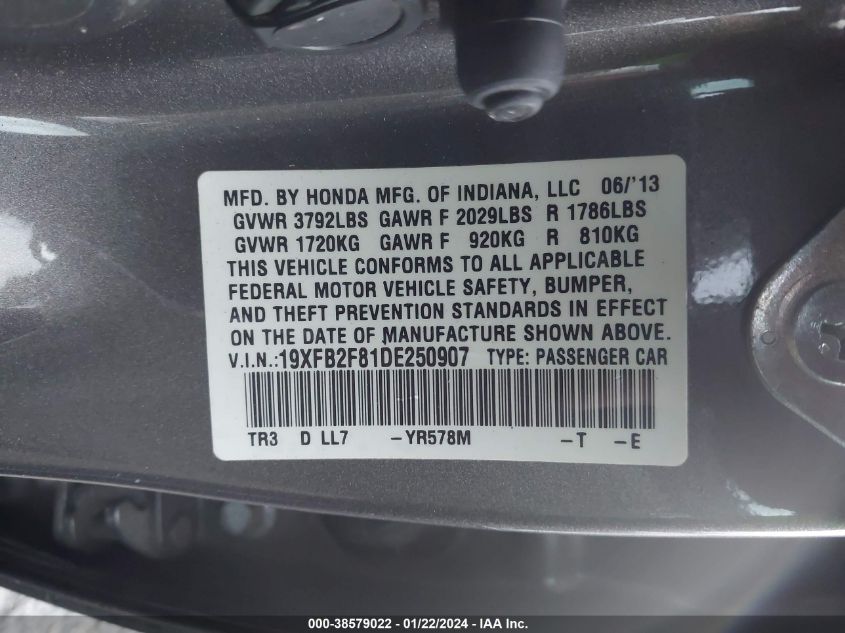 MFD. BY HONDA MFG. OF INDIANA, LLC 06/'13
GVWR 3792LBS GAWR F 2029LBS R 1786LBS
GVWR 1720KG GAWR F 920KG R 810KG
THIS VEHICLE CONFORMS TO ALL APPLICABLE
FEDERAL MOTOR VEHICLE SAFETY, BUMPER,
AND THEFT PREVENTION STANDARDS IN EFFECT
ON THE DATE OF MANUFACTURE SHOWN ABOVE.
V.I.N.:19XFB2F81DE250907 TYPE: PASSENGER CAR
TR3 D LL7 -YR578M -T -E
000-38579022 - 01/22/2024 - IAA Inc.